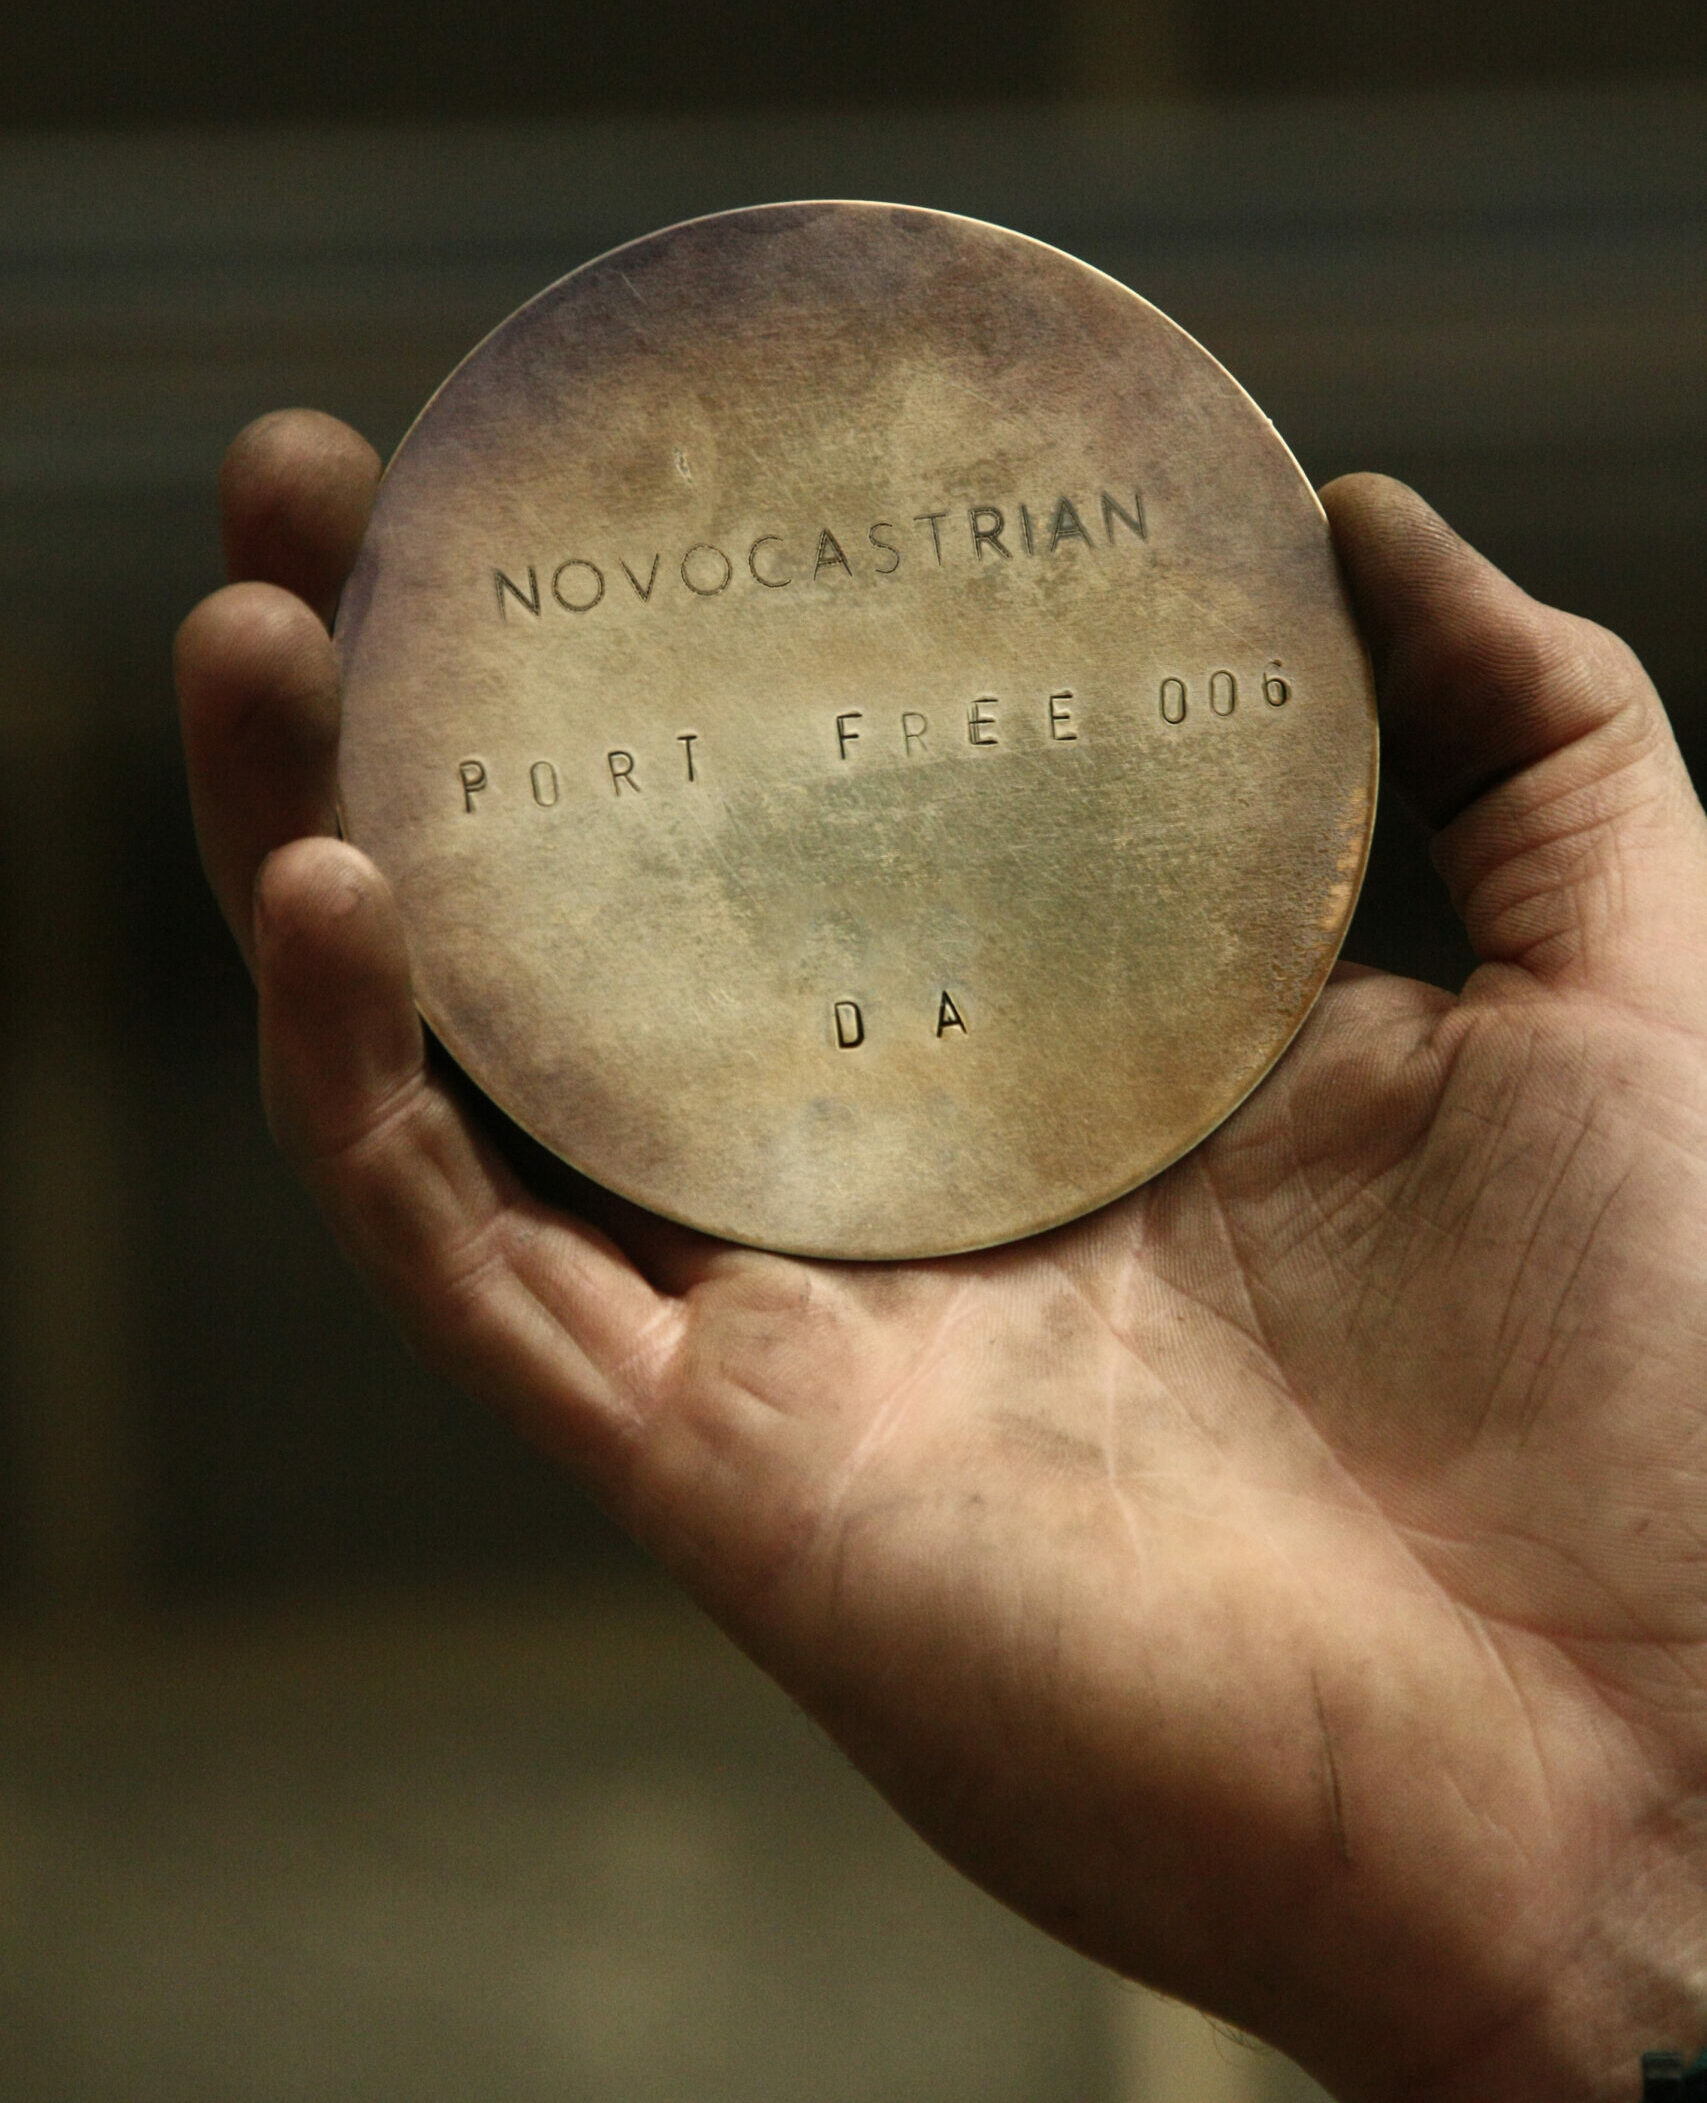 NOVOCASTRIAN
PORT FREE 006
DA